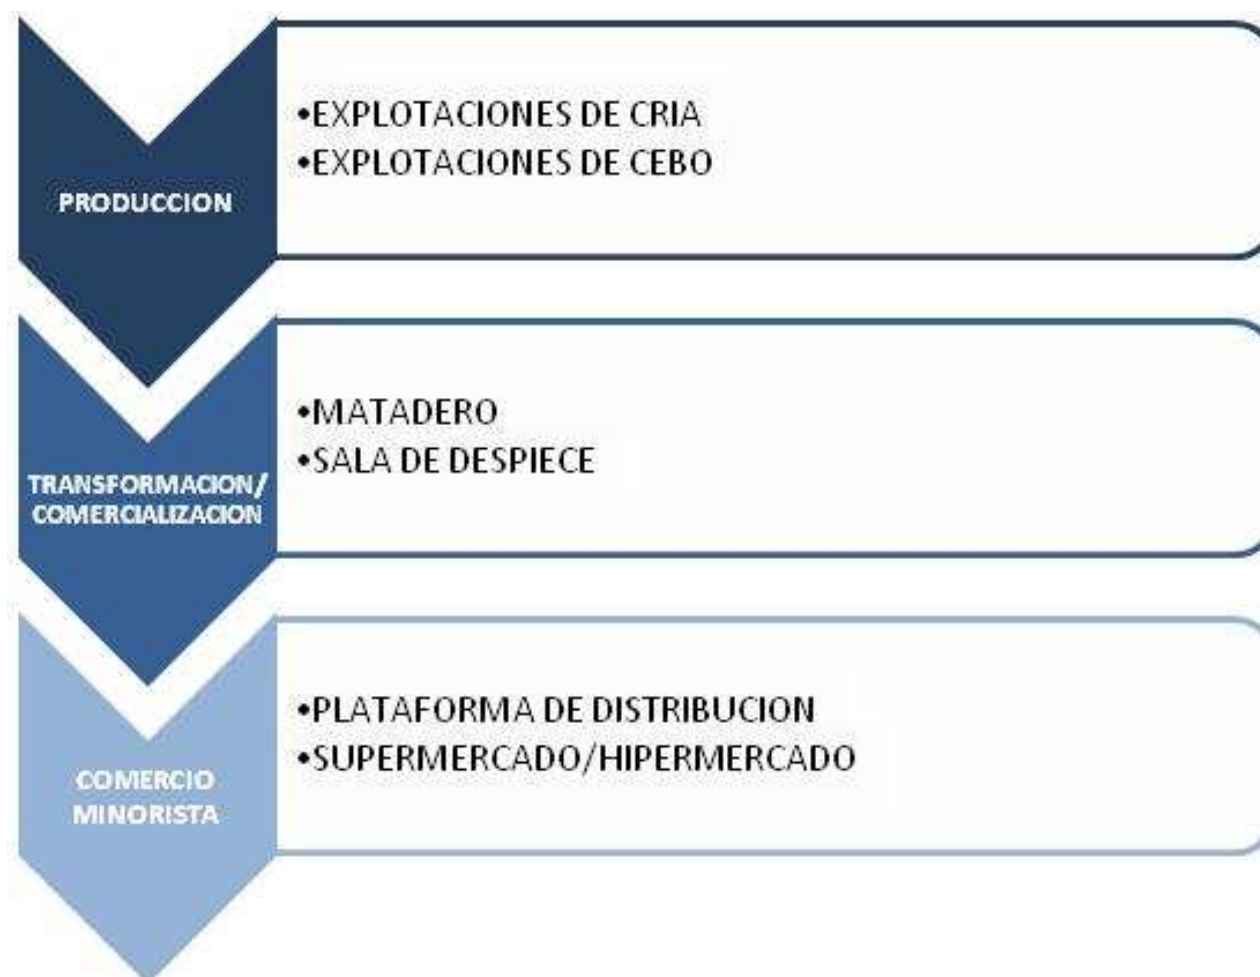 PRODUCCION
•EXPLOTACIONES DE CRIA
•EXPLOTACIONES DE CEBO
TRANSFORMACION/
COMERCIALIZACION
•MATADERO
•SALA DE DESPIECE
COMERCIO
MINORISTA
•PLATAFORMA DE DISTRIBUCION
•SUPERMERCADO/HIPERMERCADO